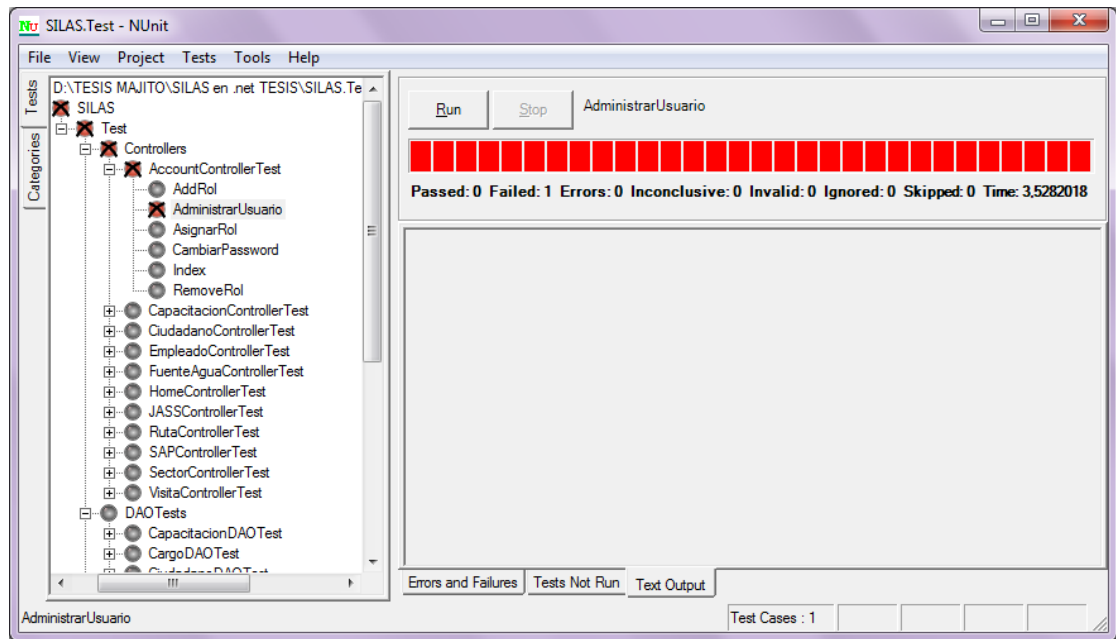 Nu SILAS.Test - NUnit
File View Project Tests Tools Help
Tests
Categories
D:\TESIS MAJITO\SILAS en .net TESIS\SILAS.Te
SILAS
Test
Controllers
AccountControllerTest
AddRol
AdministrarUsuario
AsignarRol
CambiarPassword
Index
RemoveRol
CapacitacionControllerTest
CiudadanoControllerTest
EmpleadoControllerTest
FuenteAguaControllerTest
HomeControllerTest
JASSControllerTest
RutaControllerTest
SAPControllerTest
SectorControllerTest
VisitaControllerTest
DAOTests
CapacitacionDAOTest
CargoDAOTest
CiudadanoDAOTest
Run Stop AdministrarUsuario
Passed: 0 Failed: 1 Errors: 0 Inconclusive: 0 Invalid: 0 Ignored: 0 Skipped: 0 Time: 3,5282018
Errors and Failures Tests Not Run Text Output
AdministrarUsuario Test Cases : 1